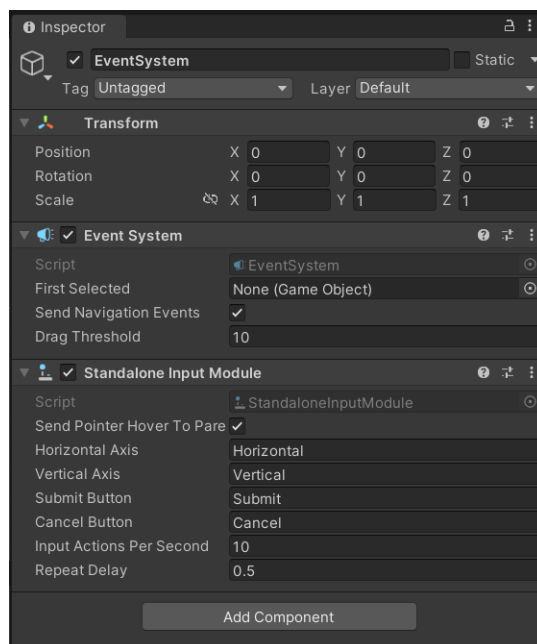 Inspector
EventSystem Static
Tag Untagged Layer Default
Transform
Position X 0 Y 0 Z 0
Rotation X 0 Y 0 Z 0
Scale X 1 Y 1 Z 1
Event System
Script EventSystem
First Selected None (Game Object)
Send Navigation Events
Drag Threshold 10
Standalone Input Module
Script StandaloneInputModule
Send Pointer Hover To Pare
Horizontal Axis Horizontal
Vertical Axis Vertical
Submit Button Submit
Cancel Button Cancel
Input Actions Per Second 10
Repeat Delay 0.5
Add Component